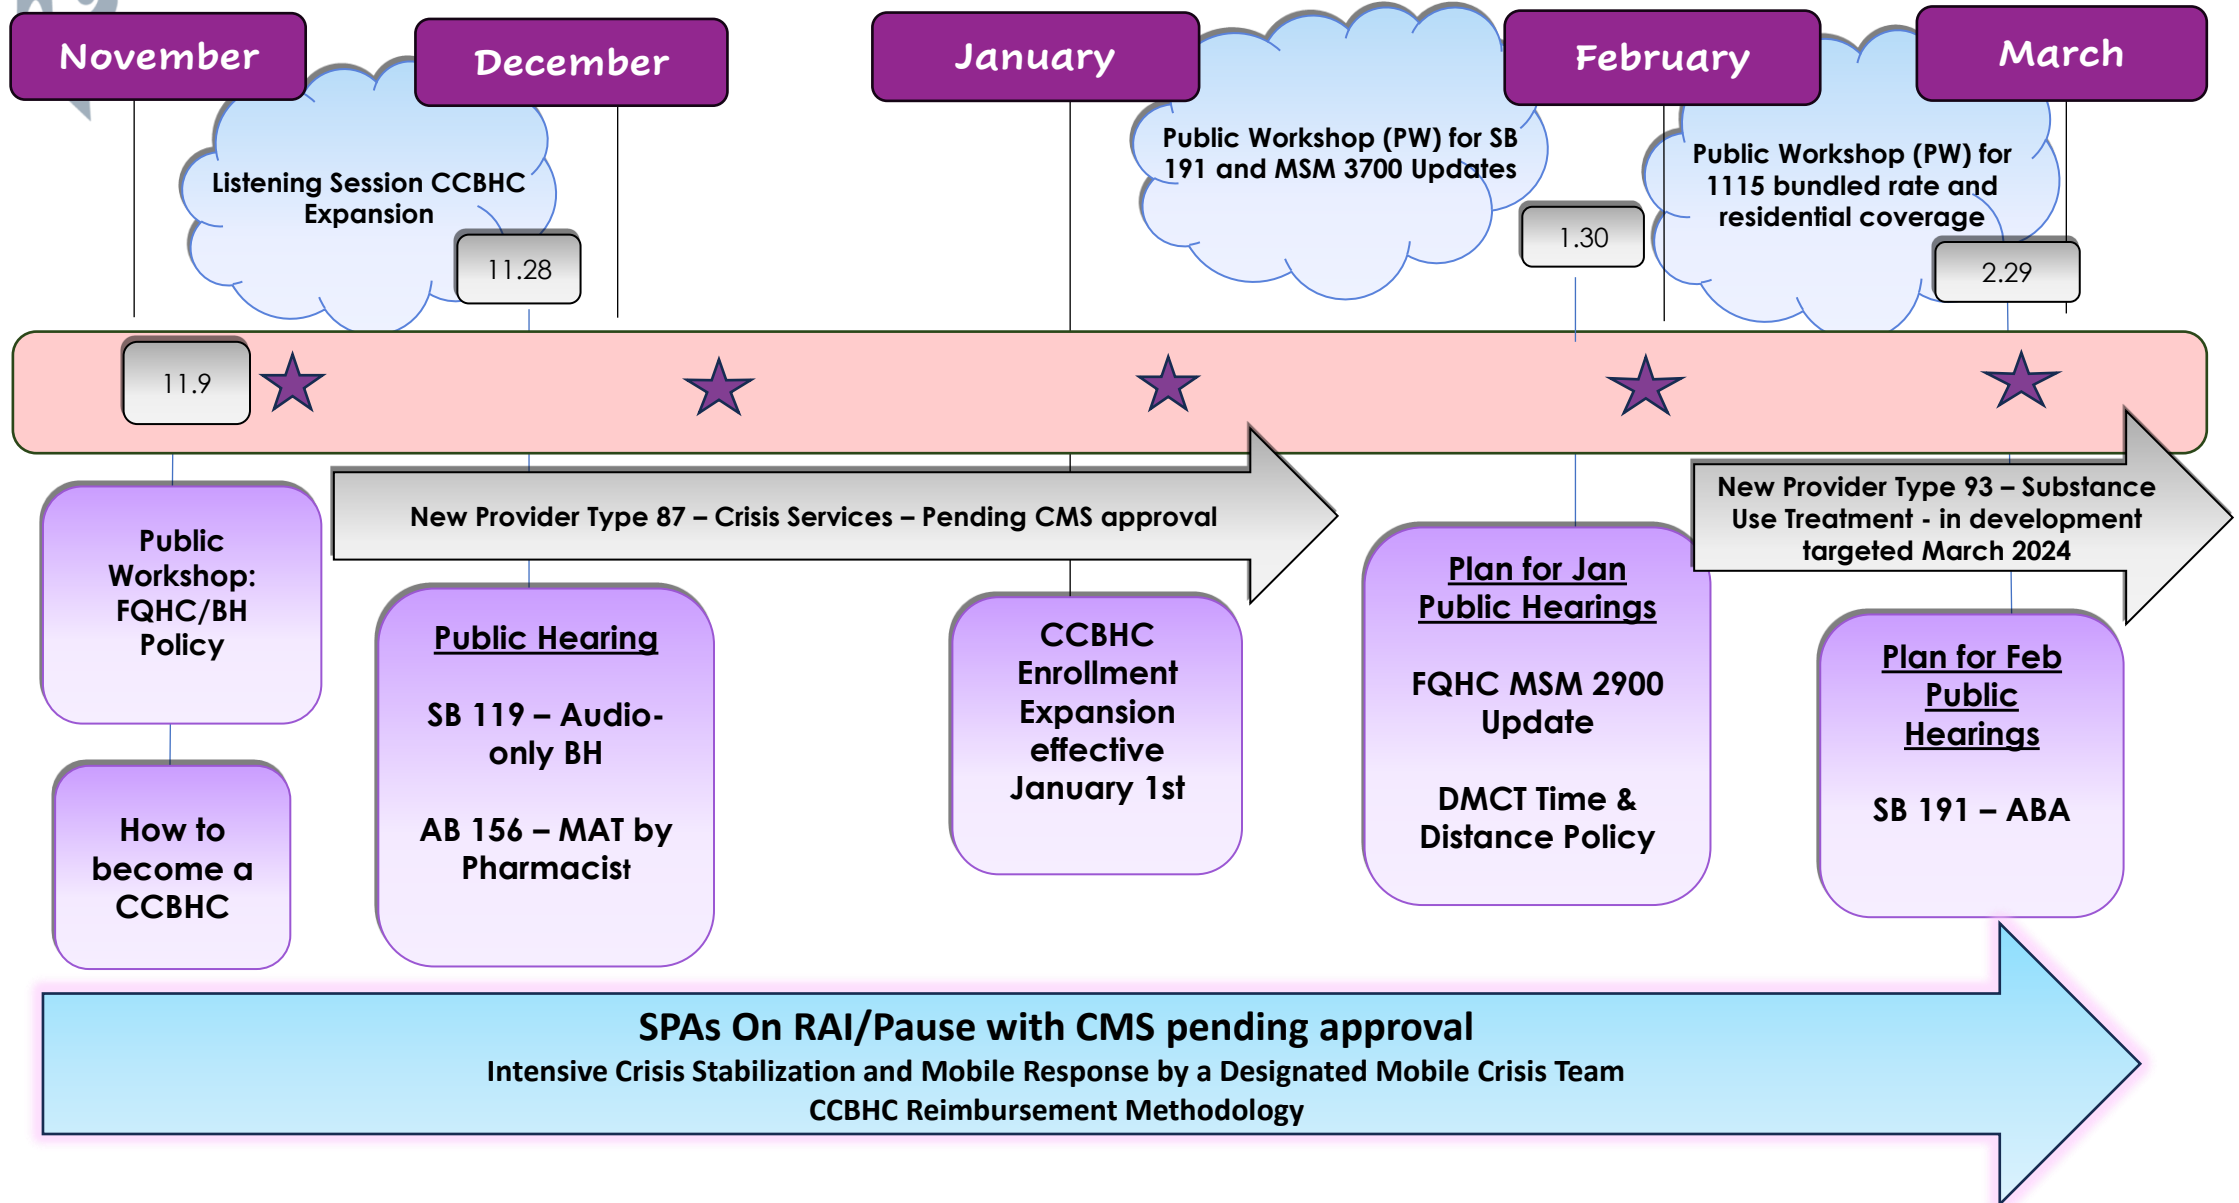 November
December
January
February
March
Listening Session CCBHC
Expansion
Public Workshop (PW) for SB
191 and MSM 3700 Updates
Public Workshop (PW) for
1115 bundled rate and
residential coverage
11.28
1.30
2.29
11.9
New Provider Type 87 – Crisis Services – Pending CMS approval
New Provider Type 93 – Substance
Use Treatment - in development
targeted March 2024
Public
Workshop:
FQHC/BH
Policy
How to
become a
CCBHC
Public Hearing
SB 119 – Audio-
only BH
AB 156 – MAT by
Pharmacist
CCBHC
Enrollment
Expansion
effective
January 1st
Plan for Jan
Public Hearings
FQHC MSM 2900
Update
DMCT Time &
Distance Policy
Plan for Feb
Public
Hearings
SB 191 – ABA
SPAs On RAI/Pause with CMS pending approval
Intensive Crisis Stabilization and Mobile Response by a Designated Mobile Crisis Team
CCBHC Reimbursement Methodology